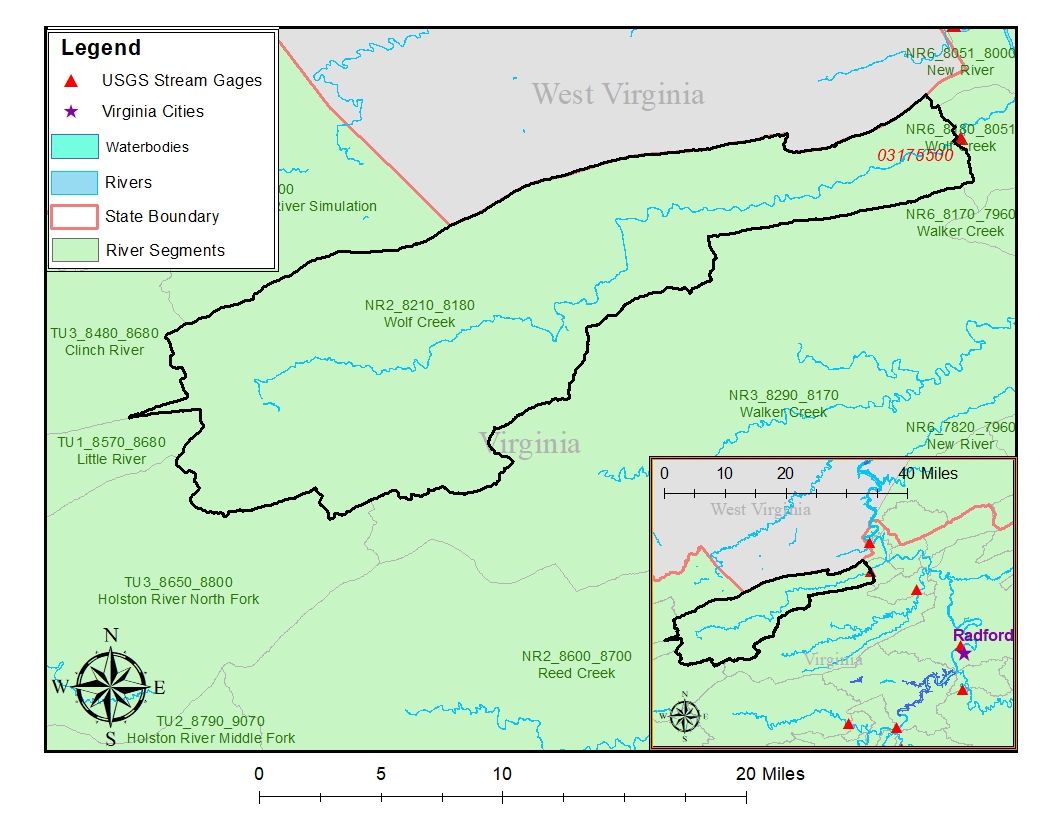 Legend
USGS Stream Gages
Virginia Cities
Waterbodies
Rivers
State Boundary
River Segments
West Virginia
NR6_8051_8000
New River
NR6_8180_8051
Wolf Creek
03175500
00
River Simulation
NR6_8170_7960
Walker Creek
NR2_8210_8180
Wolf Creek
TU3_8480_8680
Clinch River
NR3_8290_8170
Walker Creek
TU1_8570_8680
Little River
Virginia
NR6_7820_7960
New River
0 10 20 40 Miles
West Virginia
TU3_8650_8800
Holston River North Fork
Radford
Virginia
N
W E
S
NR2_8600_8700
Reed Creek
N
W E
S
TU2_8790_9070
Holston River Middle Fork
0 5 10 20 Miles